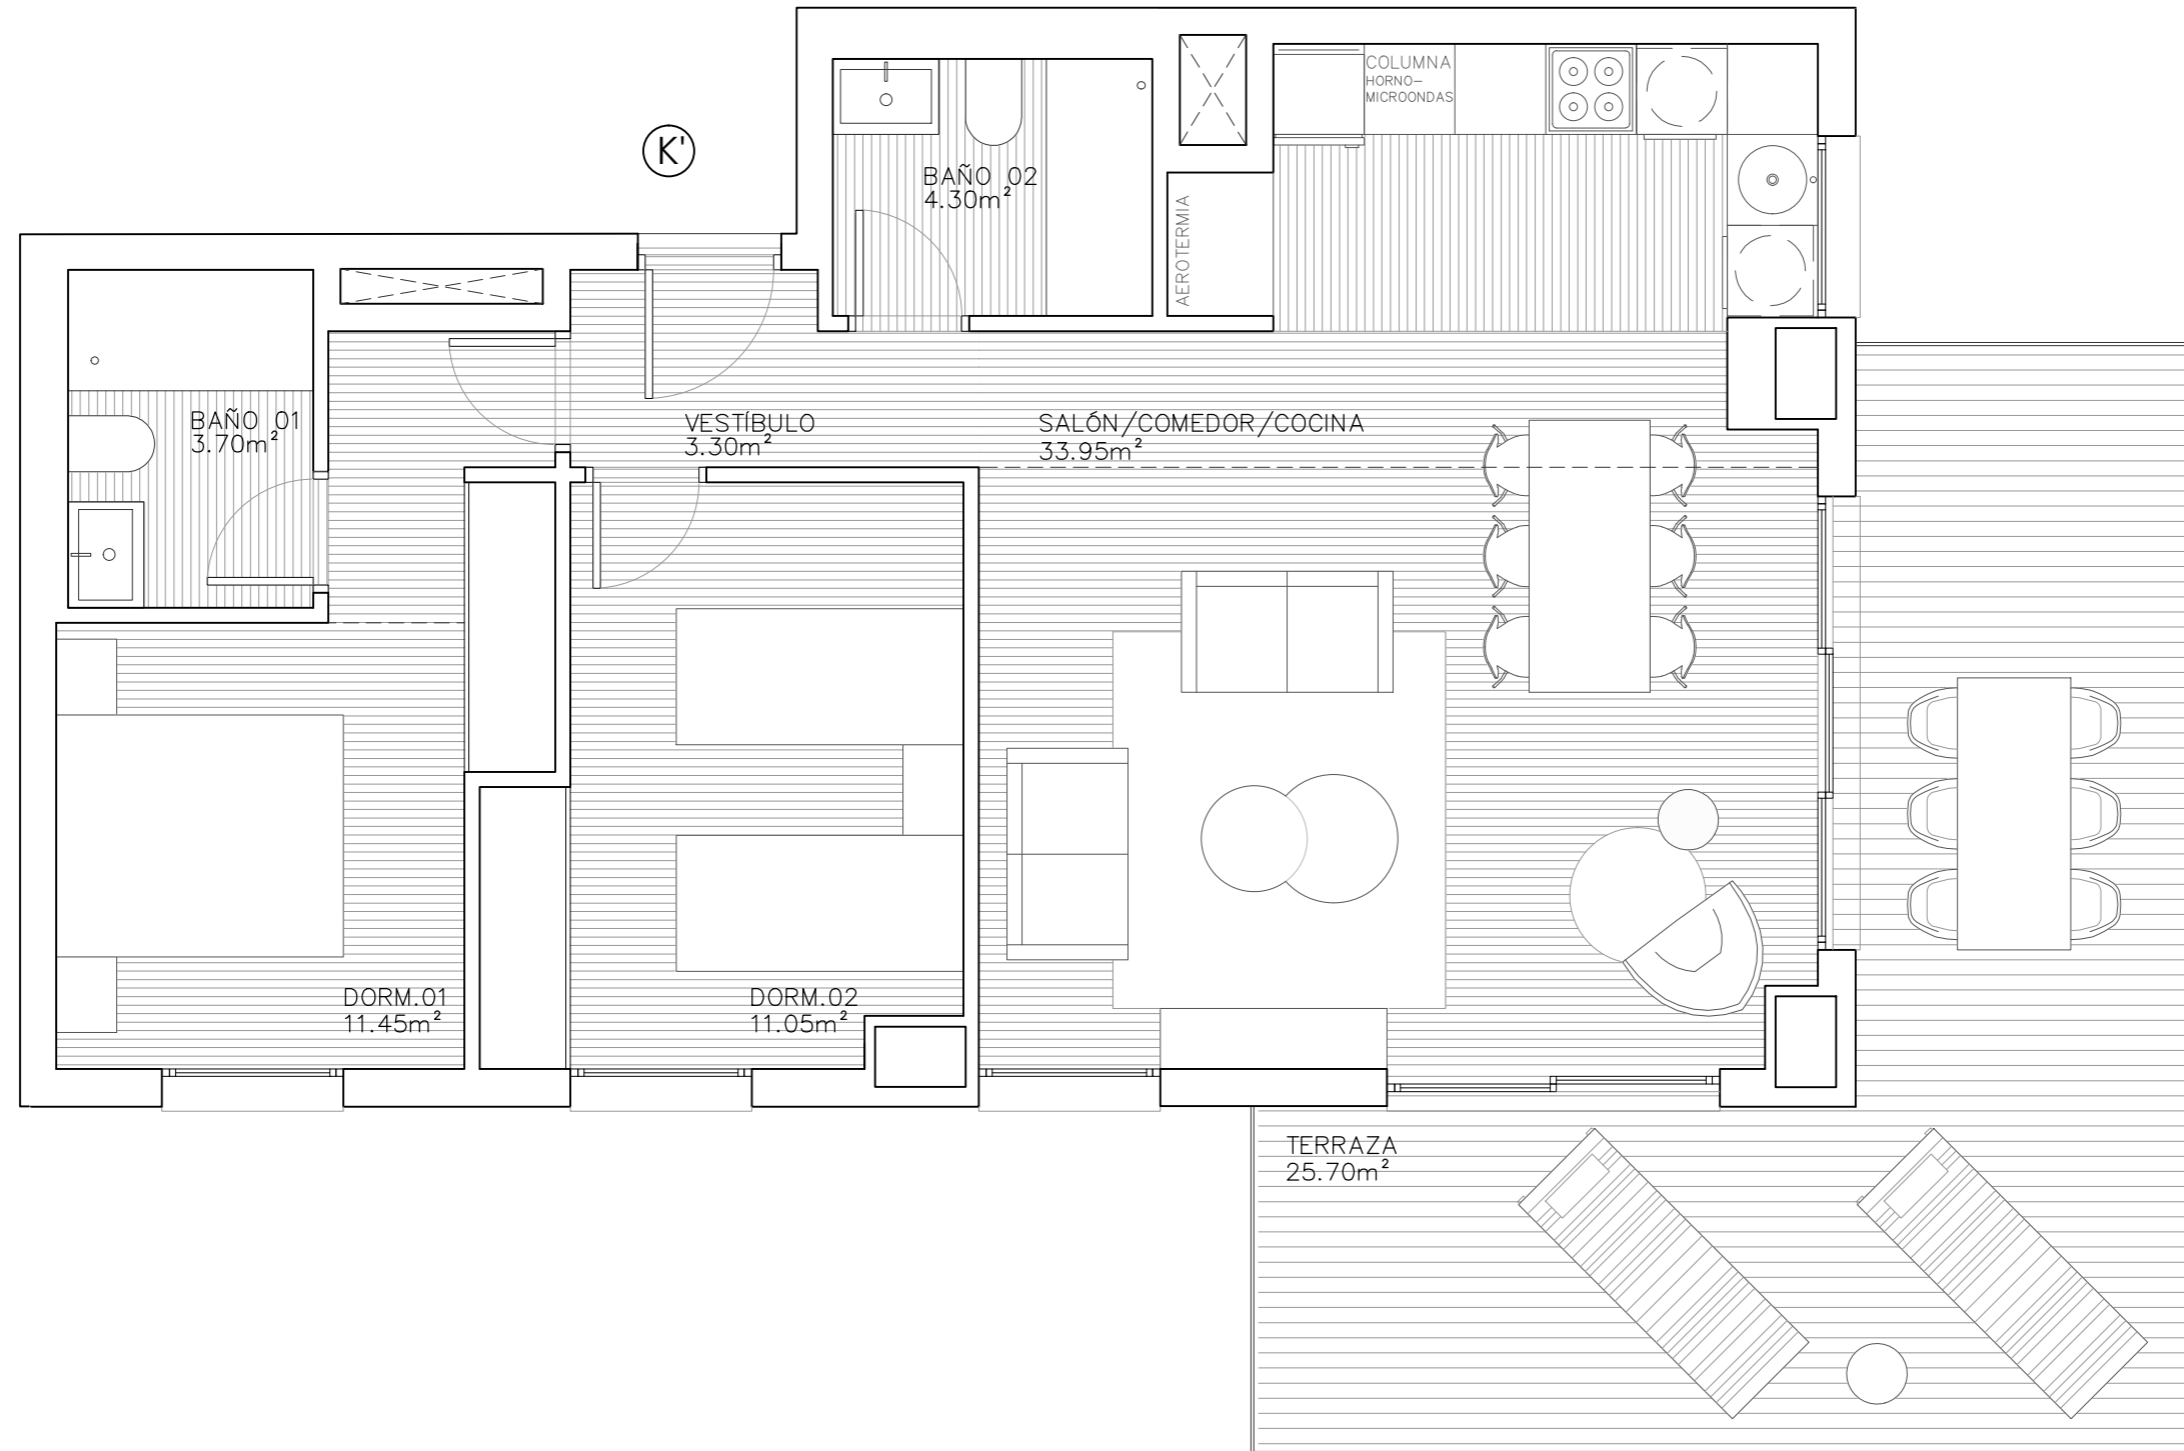 COLUMNA
HORNO-
MICROONDAS
K'
BAÑO 02
4.30m²
AEROTERMIA
BAÑO 01
3.70m²
VESTÍBULO
3.30m²
SALÓN/COMEDOR/COCINA
33.95m²
DORM.01
11.45m²
DORM.02
11.05m²
TERRAZA
25.70m²